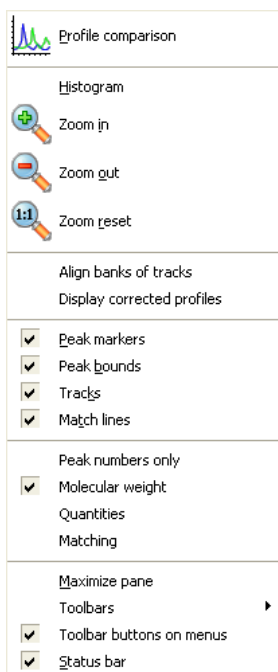 Profile comparison
Histogram
Zoom in
Zoom out
1:1 Zoom reset
Align banks of tracks
Display corrected profiles
Peak markers
Peak bounds
Tracks
Match lines
Peak numbers only
Molecular weight
Quantities
Matching
Maximize pane
Toolbars
Toolbar buttons on menus
Status bar